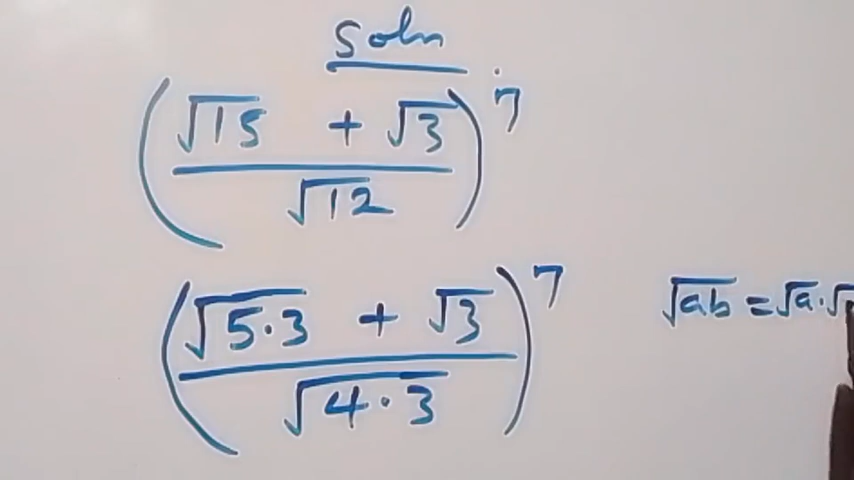 Soln
(√15 + √3 / √12)^7
(√5·3 + √3 / √4·3)^7
√ab = √a·√